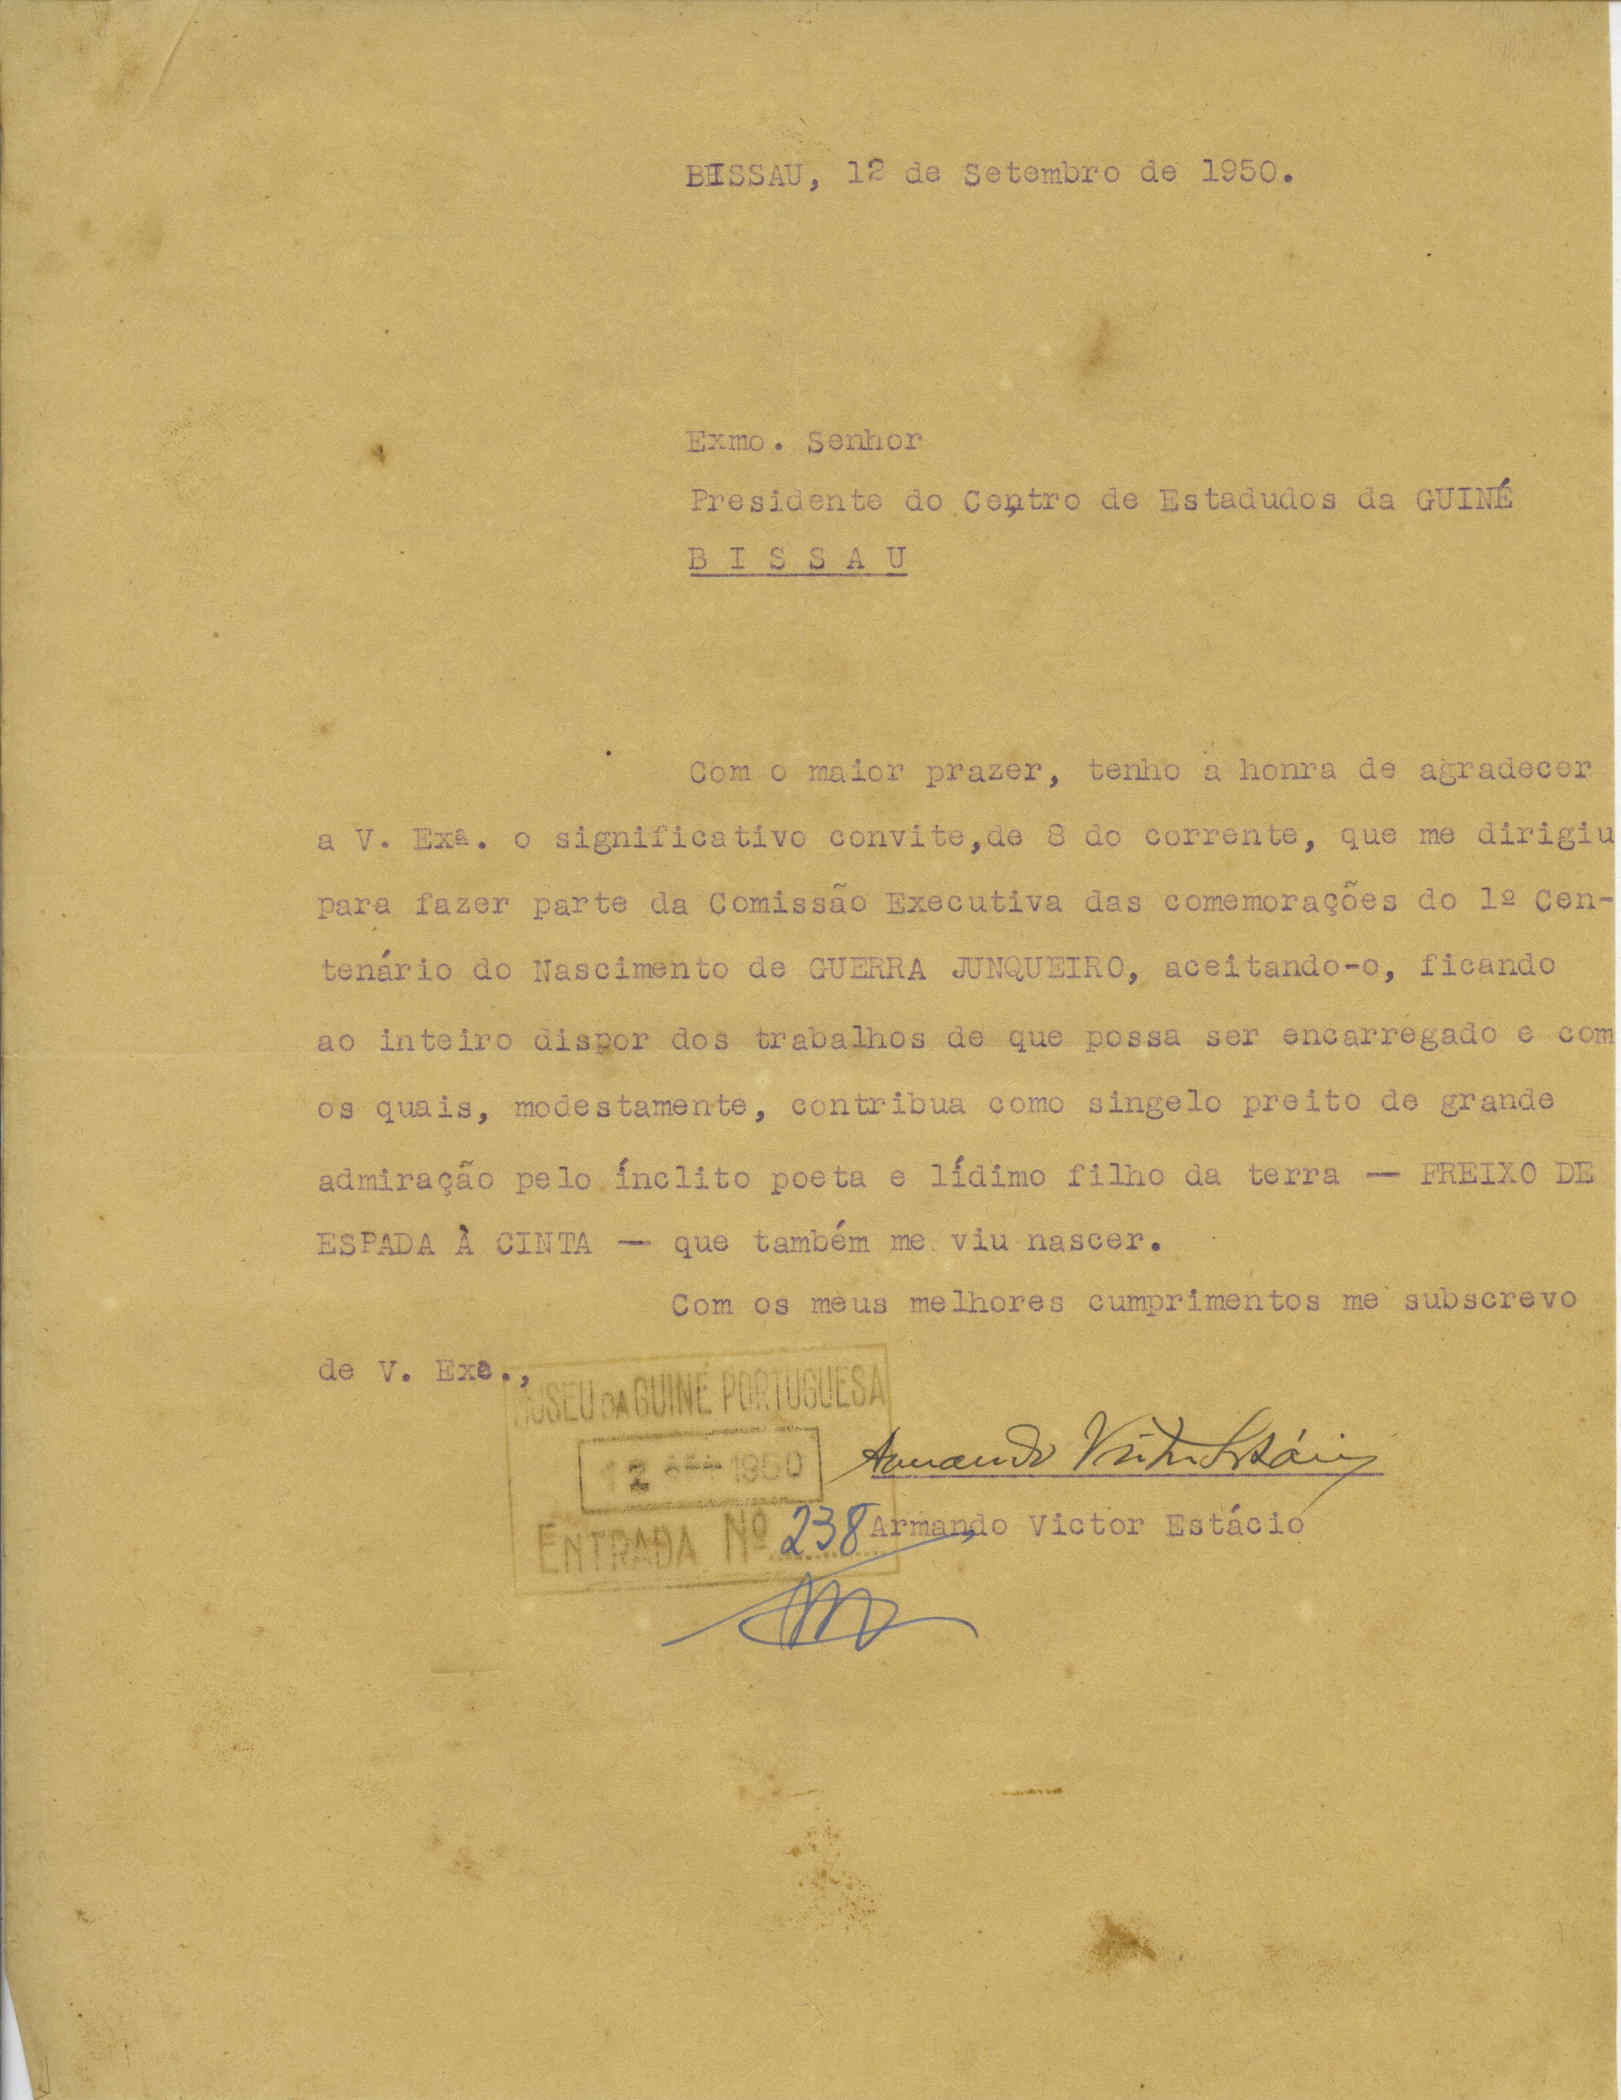 BISSAU, 12 de Setembro de 1950.
Exmo. Senhor
Presidente do Centro de Estadudos da GUINÉ
B I S S A U
Com o maior prazer, tenho a honra de agradecer
a V. Exª. o significativo convite,de 8 do corrente, que me dirigiu
para fazer parte da Comissão Executiva das comemorações do 1º Cen-
tenário do Nascimento de GUERRA JUNQUEIRO, aceitando-o, ficando
ao inteiro dispor dos trabalhos de que possa ser encarregado e com
os quais, modestamente, contribua como singelo preito de grande
admiração pelo ínclito poeta e lídimo filho da terra — FREIXO DE
ESPADA À CINTA — que também me viu nascer.
Com os meus melhores cumprimentos me subscrevo
de V. Exa.,
MUSEU DA GUINÉ PORTUGUESA
12 1950
Armando Victor Estácio
ENTRADA Nº 238
Armando Victor Estácio